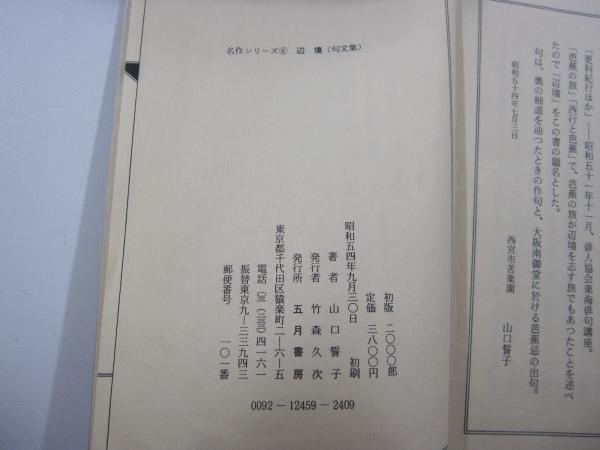 「更科紀行ほか」――昭和五十一年十一月、俳人協会東海俳句講座。
「芭蕉の旅」「西行と芭蕉」で、芭蕉の旅が辺境を志す旅でもあつたことを述べ
たので「辺境」をこの書の題名とした。
句は、奥の細道を辿つたときの作句と、大阪南御堂に於ける芭蕉忌の出句。
昭和五十四年七月三日
西宮市苦楽園
山口誓子
名作シリーズ⑥ 辺境（句文集）
初版 二〇〇〇部
定価 三八〇〇円
昭和五四年九月三〇日 初刷
著者 山口誓子
発行者 竹森久次
発行所 五月書房
東京都千代田区猿楽町二―六―五
電話（〇三）（二三三）四一六一
振替東京九―三三九四三
郵便番号 一〇一番
0092―12459―2409